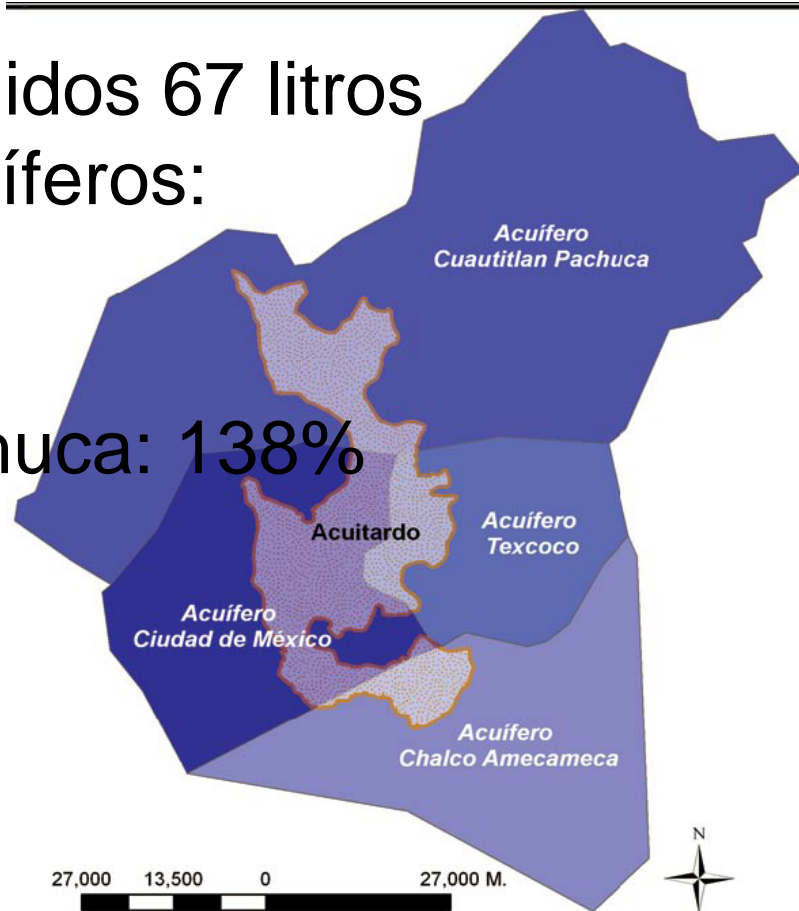 idos 67 litros
íferos:
Acuífero
Cuautitlan Pachuca
huca: 138%
Acuitardo
Acuífero
Texcoco
Acuífero
Ciudad de México
Acuífero
Chalco Amecameca
N
27,000 13,500 0 27,000 M.